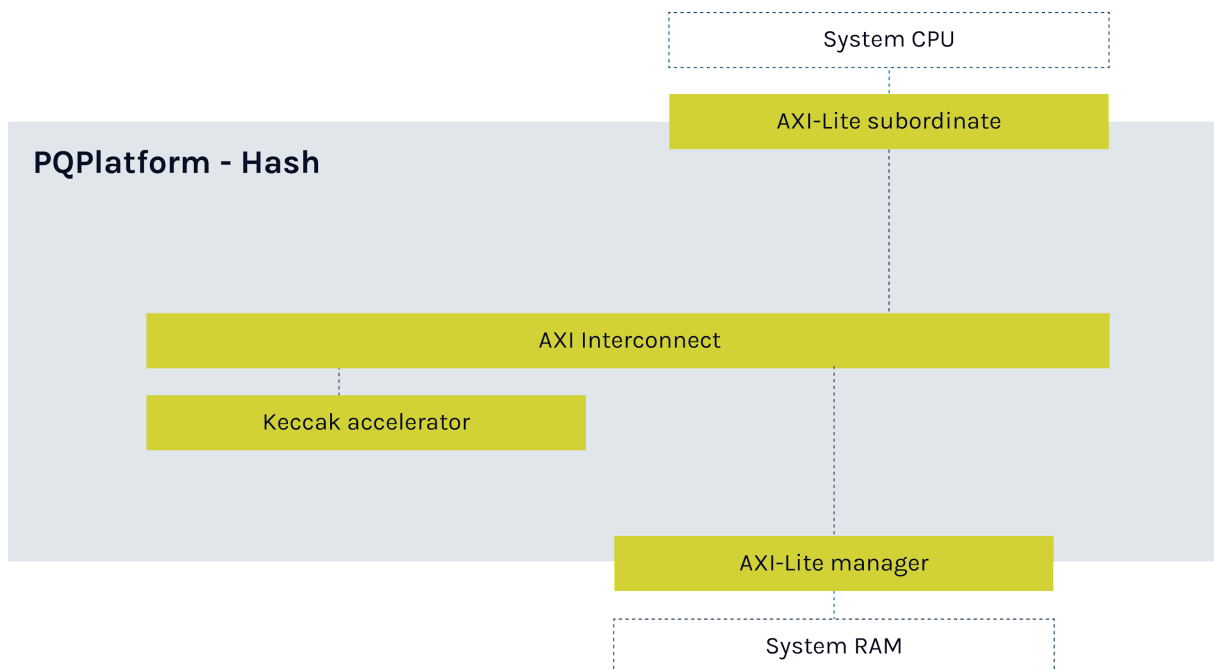 System CPU
AXI-Lite subordinate
PQPlatform - Hash
AXI Interconnect
Keccak accelerator
AXI-Lite manager
System RAM